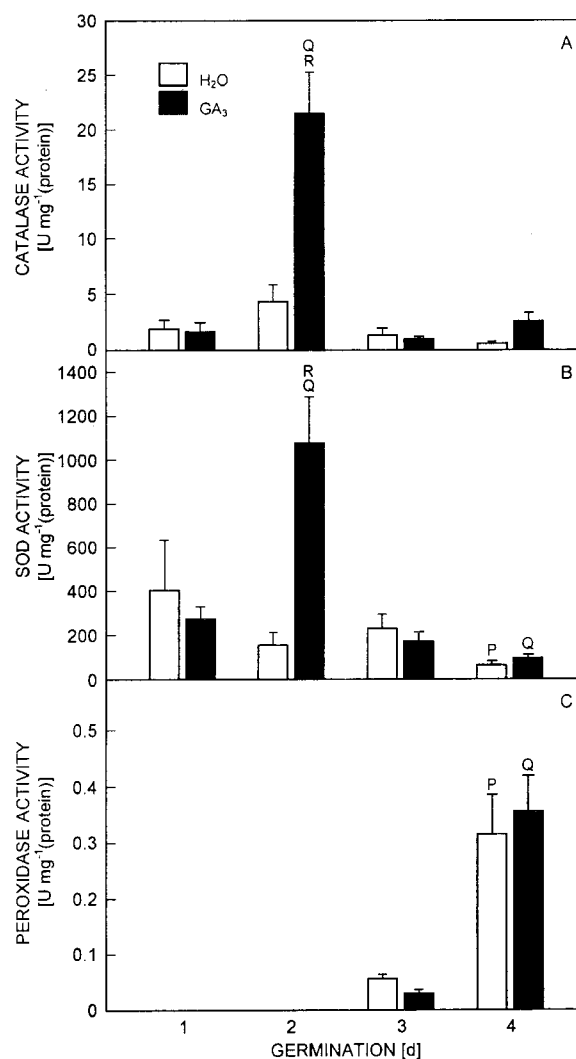 30
A
Q
R
H₂O
GA₃
25
20
15
10
5
0
CATALASE ACTIVITY
[U mg⁻¹(protein)]
B
R
Q
1400
1200
1000
800
600
400
200
0
P
Q
SOD ACTIVITY
[U mg⁻¹(protein)]
C
0.5
0.4
0.3
0.2
0.1
0
P
Q
PEROXIDASE ACTIVITY
[U mg⁻¹(protein)]
1 2 3 4
GERMINATION [d]